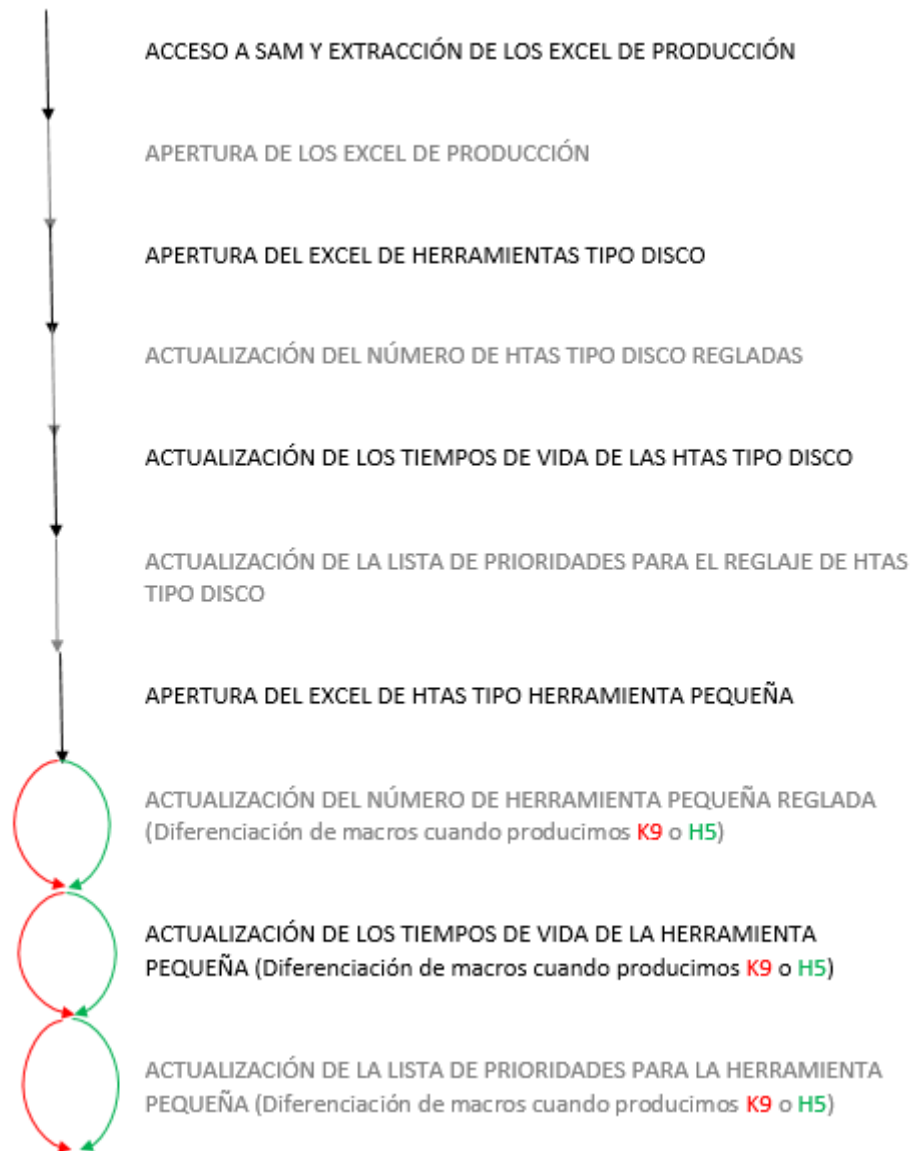 ACCESO A SAM Y EXTRACCIÓN DE LOS EXCEL DE PRODUCCIÓN
APERTURA DE LOS EXCEL DE PRODUCCIÓN
APERTURA DEL EXCEL DE HERRAMIENTAS TIPO DISCO
ACTUALIZACIÓN DEL NÚMERO DE HTAS TIPO DISCO REGLADAS
ACTUALIZACIÓN DE LOS TIEMPOS DE VIDA DE LAS HTAS TIPO DISCO
ACTUALIZACIÓN DE LA LISTA DE PRIORIDADES PARA EL REGLAJE DE HTAS
TIPO DISCO
APERTURA DEL EXCEL DE HTAS TIPO HERRAMIENTA PEQUEÑA
ACTUALIZACIÓN DEL NÚMERO DE HERRAMIENTA PEQUEÑA REGLADA
(Diferenciación de macros cuando producimos K9 o H5)
ACTUALIZACIÓN DE LOS TIEMPOS DE VIDA DE LA HERRAMIENTA
PEQUEÑA (Diferenciación de macros cuando producimos K9 o H5)
ACTUALIZACIÓN DE LA LISTA DE PRIORIDADES PARA LA HERRAMIENTA
PEQUEÑA (Diferenciación de macros cuando producimos K9 o H5)